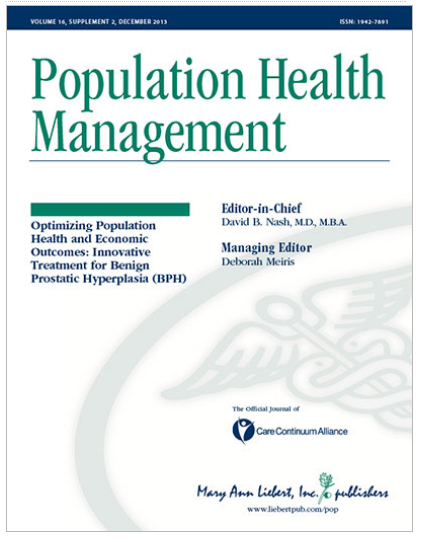 VOLUME 16, SUPPLEMENT 2, DECEMBER 2013
ISSN: 1942-7891
Population Health
Management
Optimizing Population
Health and Economic
Outcomes: Innovative
Treatment for Benign
Prostatic Hyperplasia (BPH)
Editor-in-Chief
David B. Nash, M.D., M.B.A.
Managing Editor
Deborah Meiris
The Official Journal of
Care Continuum Alliance
Mary Ann Liebert, Inc. publishers
www.liebertpub.com/pop